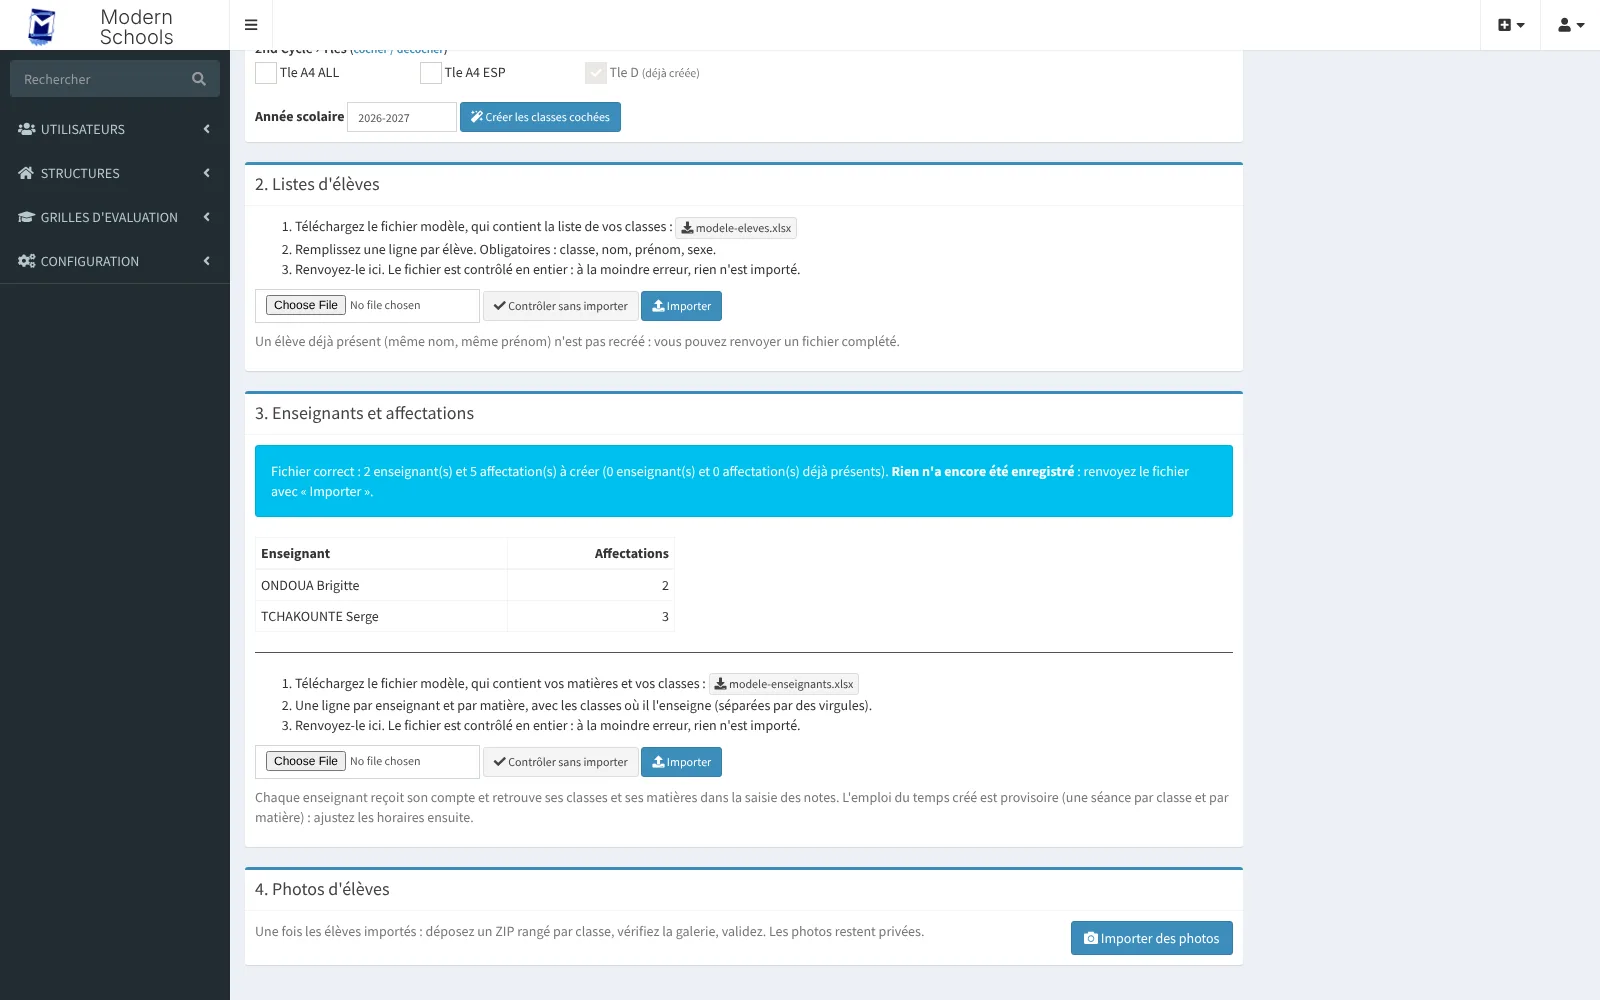 Modern
Schools
Rechercher
UTILISATEURS
STRUCTURES
GRILLES D'EVALUATION
CONFIGURATION
2nd Cycle › Tles (cocher / décocher)
Tle A4 ALL
Tle A4 ESP
Tle D (déjà créée)
Année scolaire 2026-2027 Créer les classes cochées
2. Listes d'élèves
1. Téléchargez le fichier modèle, qui contient la liste de vos classes : modele-eleves.xlsx
2. Remplissez une ligne par élève. Obligatoires : classe, nom, prénom, sexe.
3. Renvoyez-le ici. Le fichier est contrôlé en entier : à la moindre erreur, rien n'est importé.
Choose File No file chosen Contrôler sans importer Importer
Un élève déjà présent (même nom, même prénom) n'est pas recréé : vous pouvez renvoyer un fichier complété.
3. Enseignants et affectations
Fichier correct : 2 enseignant(s) et 5 affectation(s) à créer (0 enseignant(s) et 0 affectation(s) déjà présents). Rien n'a encore été enregistré : renvoyez le fichier
avec « Importer ».
Enseignant Affectations
ONDOUA Brigitte 2
TCHAKOUNTE Serge 3
1. Téléchargez le fichier modèle, qui contient vos matières et vos classes : modele-enseignants.xlsx
2. Une ligne par enseignant et par matière, avec les classes où il l'enseigne (séparées par des virgules).
3. Renvoyez-le ici. Le fichier est contrôlé en entier : à la moindre erreur, rien n'est importé.
Choose File No file chosen Contrôler sans importer Importer
Chaque enseignant reçoit son compte et retrouve ses classes et ses matières dans la saisie des notes. L'emploi du temps créé est provisoire (une séance par classe et par
matière) : ajustez les horaires ensuite.
4. Photos d'élèves
Une fois les élèves importés : déposez un ZIP rangé par classe, vérifiez la galerie, validez. Les photos restent privées.
Importer des photos